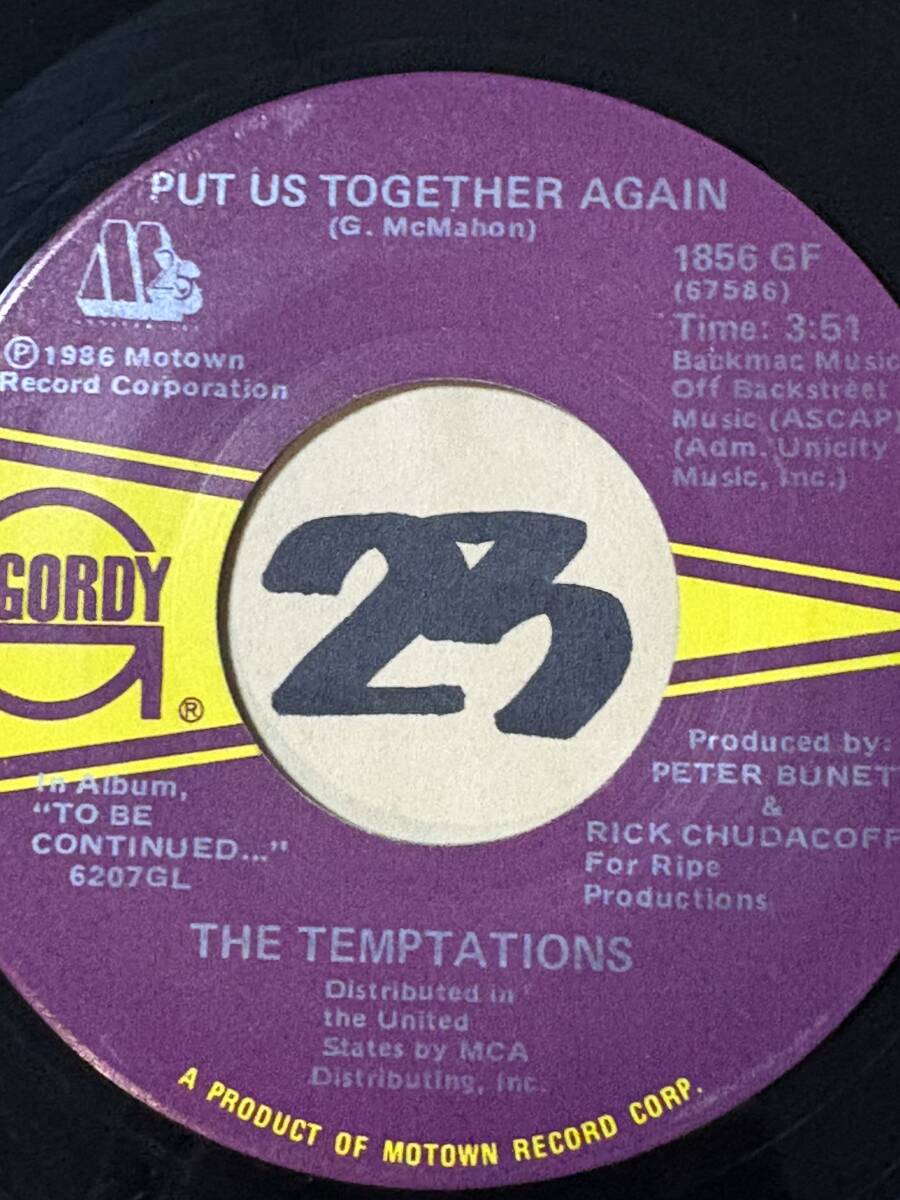 PUT US TOGETHER AGAIN
(G. McMahon)
M 25
1856 GF
(67586)
Time: 3:51
Backmac Music
Off Backstreet
Music (ASCAP)
(Adm. Unicity
Music, Inc.)
Ⓟ 1986 Motown
Record Corporation
GORDY
®
23
In Album,
"TO BE
CONTINUED..."
6207GL
Produced by:
PETER BUNET
&
RICK CHUDACOFF
For Ripe
Productions
THE TEMPTATIONS
Distributed in
the United
States by MCA
Distributing, Inc.
A PRODUCT OF MOTOWN RECORD CORP.